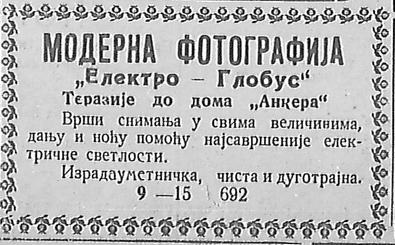 МОДЕРНА ФОТОГРАФИЈА
„Електро – Глобус“
Теразије до дома „Анкера“
Врши снимања у свима величинима,
дању и ноћу помоћу најсавршеније елек-
тричне светлости.
Израдауметничка, чиста и дуготрајна.
9 —15 692